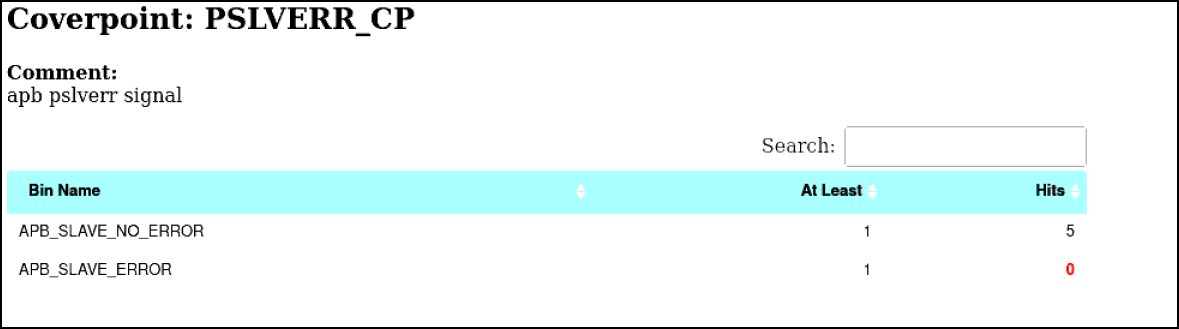 Coverpoint: PSLVERR_CP
Comment:
apb pslverr signal
Search:
Bin Name At Least Hits
APB_SLAVE_NO_ERROR 1 5
APB_SLAVE_ERROR 1 0